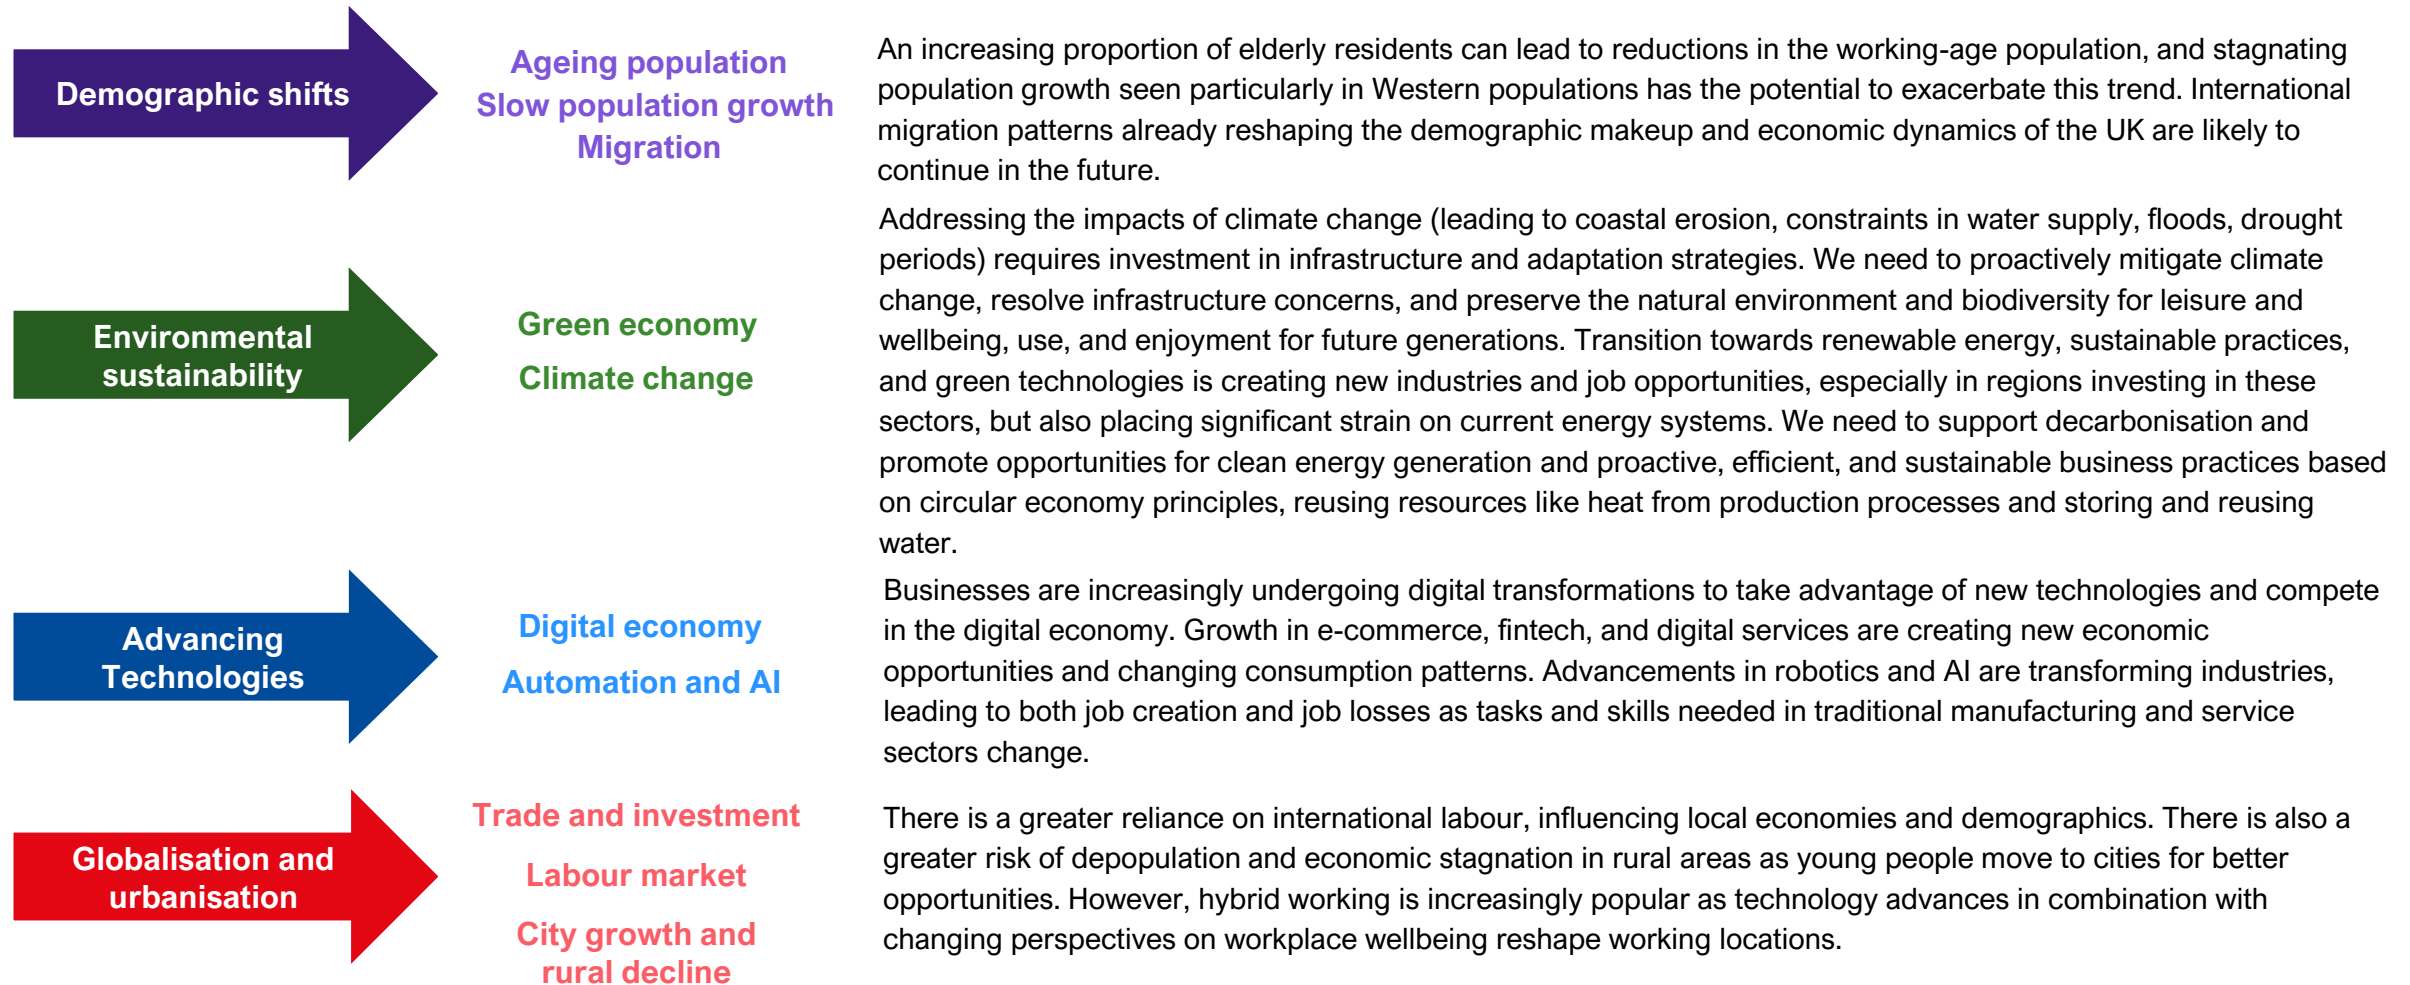 Demographic shifts
Ageing population
Slow population growth
Migration
An increasing proportion of elderly residents can lead to reductions in the working-age population, and stagnating
population growth seen particularly in Western populations has the potential to exacerbate this trend. International
migration patterns already reshaping the demographic makeup and economic dynamics of the UK are likely to
continue in the future.
Environmental
sustainability
Green economy
Climate change
Addressing the impacts of climate change (leading to coastal erosion, constraints in water supply, floods, drought
periods) requires investment in infrastructure and adaptation strategies. We need to proactively mitigate climate
change, resolve infrastructure concerns, and preserve the natural environment and biodiversity for leisure and
wellbeing, use, and enjoyment for future generations. Transition towards renewable energy, sustainable practices,
and green technologies is creating new industries and job opportunities, especially in regions investing in these
sectors, but also placing significant strain on current energy systems. We need to support decarbonisation and
promote opportunities for clean energy generation and proactive, efficient, and sustainable business practices based
on circular economy principles, reusing resources like heat from production processes and storing and reusing
water.
Advancing
Technologies
Digital economy
Automation and AI
Businesses are increasingly undergoing digital transformations to take advantage of new technologies and compete
in the digital economy. Growth in e-commerce, fintech, and digital services are creating new economic
opportunities and changing consumption patterns. Advancements in robotics and AI are transforming industries,
leading to both job creation and job losses as tasks and skills needed in traditional manufacturing and service
sectors change.
Globalisation and
urbanisation
Trade and investment
Labour market
City growth and
rural decline
There is a greater reliance on international labour, influencing local economies and demographics. There is also a
greater risk of depopulation and economic stagnation in rural areas as young people move to cities for better
opportunities. However, hybrid working is increasingly popular as technology advances in combination with
changing perspectives on workplace wellbeing reshape working locations.